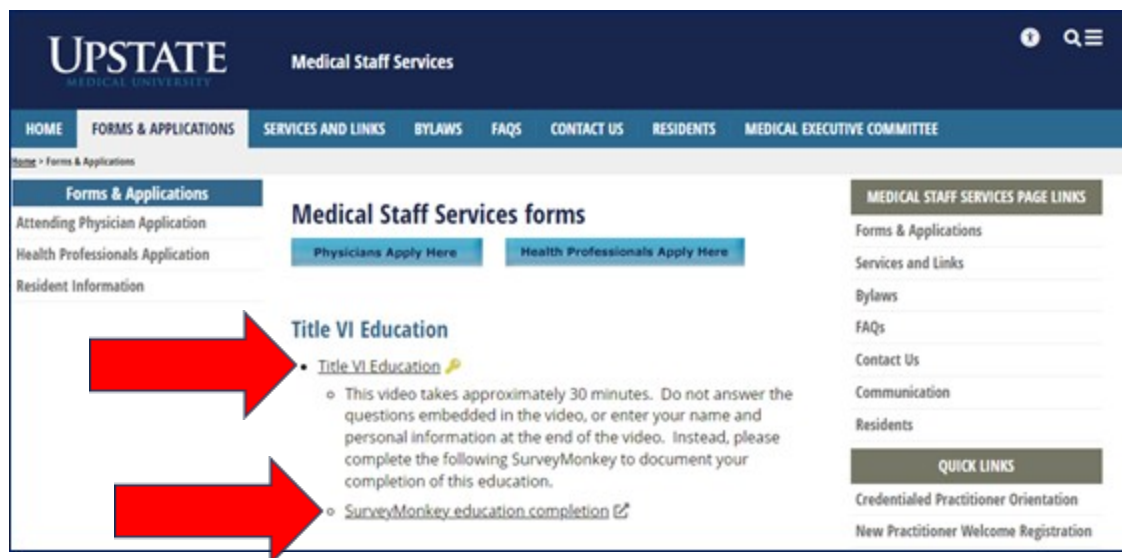 UPSTATE
MEDICAL UNIVERSITY
Medical Staff Services
HOME FORMS & APPLICATIONS SERVICES AND LINKS BYLAWS FAQS CONTACT US RESIDENTS MEDICAL EXECUTIVE COMMITTEE
Home > Forms & Applications
Forms & Applications
Attending Physician Application
Health Professionals Application
Resident Information
Medical Staff Services forms
Physicians Apply Here Health Professionals Apply Here
Title VI Education
• Title VI Education
This video takes approximately 30 minutes. Do not answer the
questions embedded in the video, or enter your name and
personal information at the end of the video. Instead, please
complete the following SurveyMonkey to document your
completion of this education.
SurveyMonkey education completion
MEDICAL STAFF SERVICES PAGE LINKS
Forms & Applications
Services and Links
Bylaws
FAQs
Contact Us
Communication
Residents
QUICK LINKS
Credentialed Practitioner Orientation
New Practitioner Welcome Registration